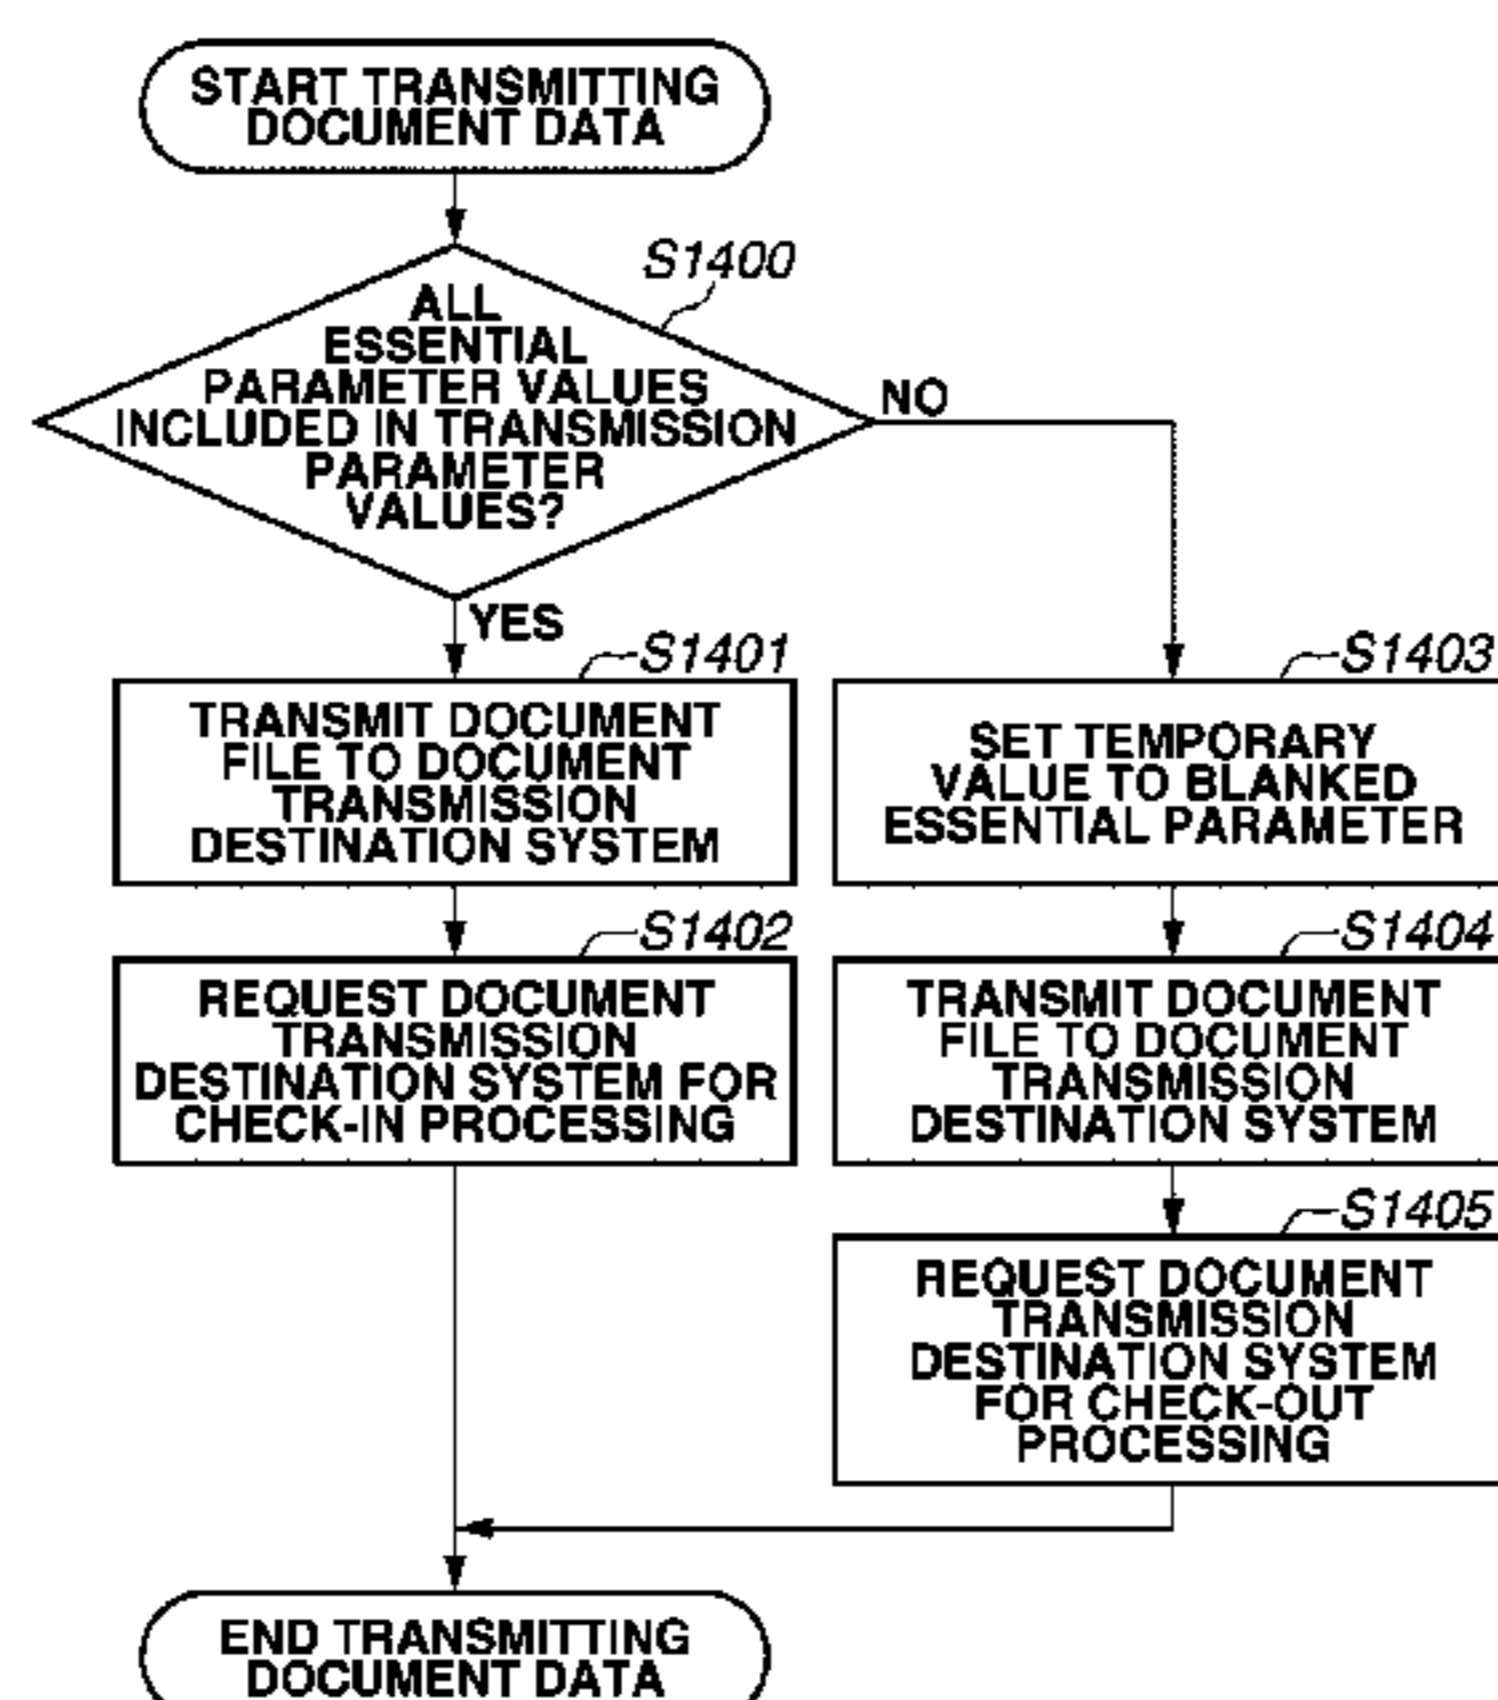 START TRANSMITTING
DOCUMENT DATA
S1400
ALL
ESSENTIAL
PARAMETER VALUES
INCLUDED IN TRANSMISSION
PARAMETER
VALUES?
NO
YES
S1401
TRANSMIT DOCUMENT
FILE TO DOCUMENT
TRANSMISSION
DESTINATION SYSTEM
S1402
REQUEST DOCUMENT
TRANSMISSION
DESTINATION SYSTEM FOR
CHECK-IN PROCESSING
S1403
SET TEMPORARY
VALUE TO BLANKED
ESSENTIAL PARAMETER
S1404
TRANSMIT DOCUMENT
FILE TO DOCUMENT
TRANSMISSION
DESTINATION SYSTEM
S1405
REQUEST DOCUMENT
TRANSMISSION
DESTINATION SYSTEM
FOR CHECK-OUT
PROCESSING
END TRANSMITTING
DOCUMENT DATA